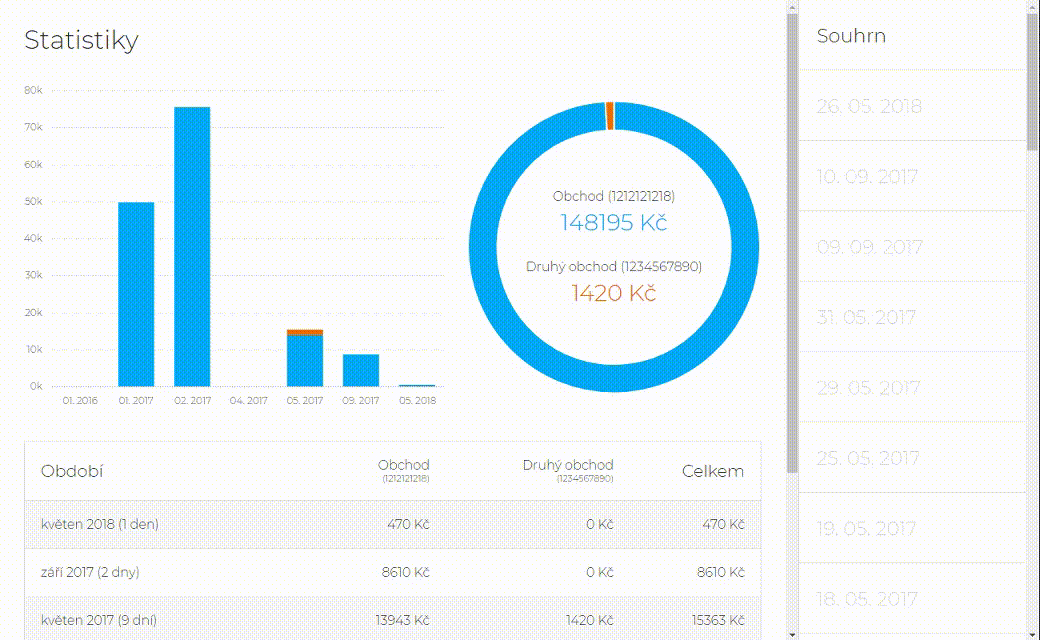 Statistiky
80k
70k
60k
50k
40k
30k
20k
10k
0k
01. 2016 01. 2017 02. 2017 04. 2017 05. 2017 09. 2017 05. 2018
Obchod (1212121218)
148195 Kč
Druhý obchod (1234567890)
1420 Kč
Období Obchod (1212121218) Druhý obchod (1234567890) Celkem
květen 2018 (1 den) 470 Kč 0 Kč 470 Kč
září 2017 (2 dny) 8610 Kč 0 Kč 8610 Kč
květen 2017 (9 dní) 13943 Kč 1420 Kč 15363 Kč
Souhrn
26. 05. 2018
10. 09. 2017
09. 09. 2017
31. 05. 2017
29. 05. 2017
25. 05. 2017
19. 05. 2017
18. 05. 2017